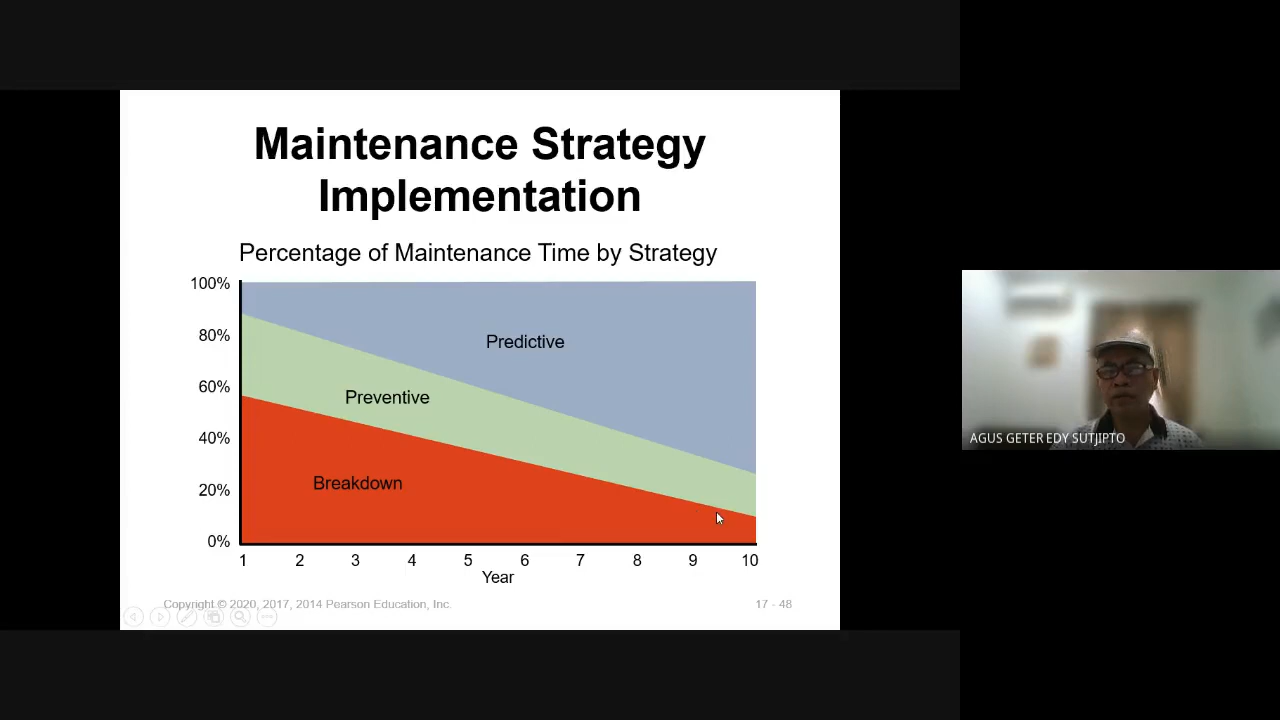 Maintenance Strategy
Implementation
Percentage of Maintenance Time by Strategy
100%
80%
60%
40%
20%
0%
Predictive
Preventive
Breakdown
1 2 3 4 5 6 7 8 9 10
Year
Copyright © 2020, 2017, 2014 Pearson Education, Inc.
17 - 48
AGUS GETER EDY SUTJIPTO